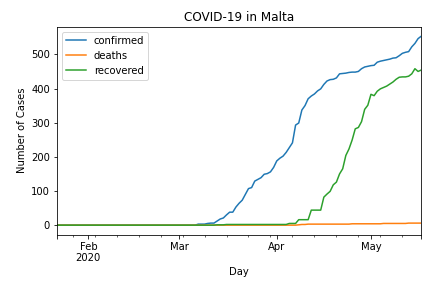 COVID-19 in Malta
confirmed
deaths
recovered
Number of Cases
500
400
300
200
100
0
Feb
2020
Mar
Apr
May
Day